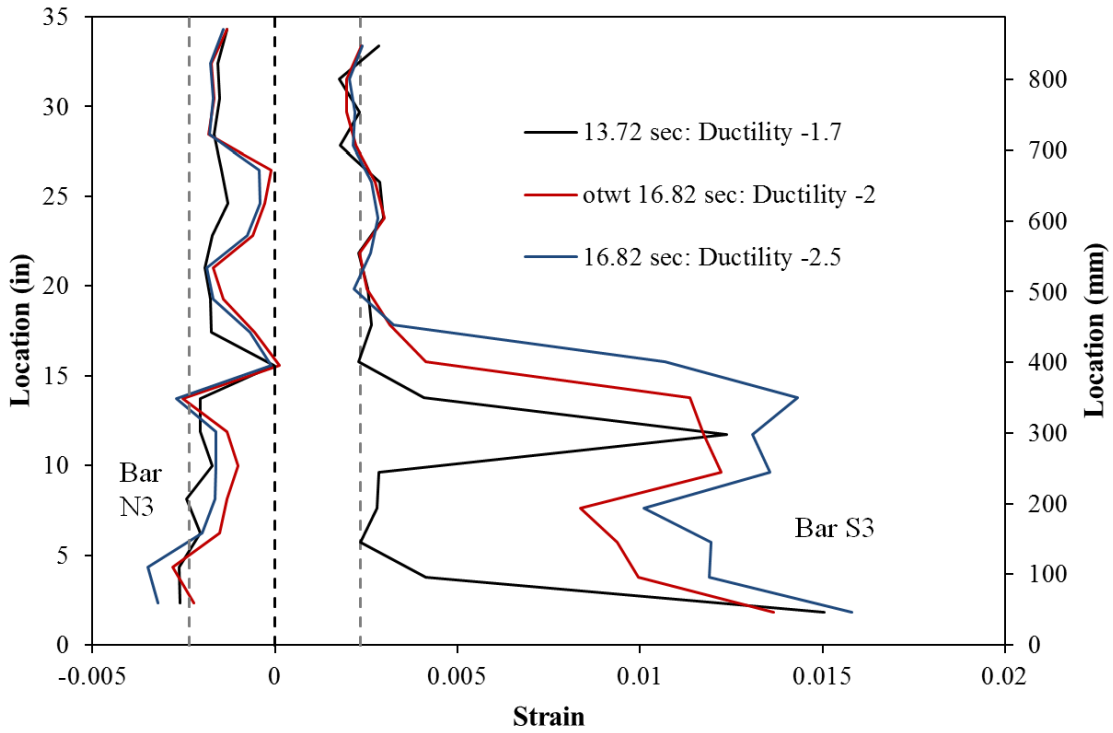 35
30
25
20
15
10
5
0
Location (in)
-0.005
0
0.005
0.01
0.015
0.02
Strain
800
700
600
500
400
300
200
100
0
Location (mm)
13.72 sec: Ductility -1.7
otwt 16.82 sec: Ductility -2
16.82 sec: Ductility -2.5
Bar
N3
Bar S3